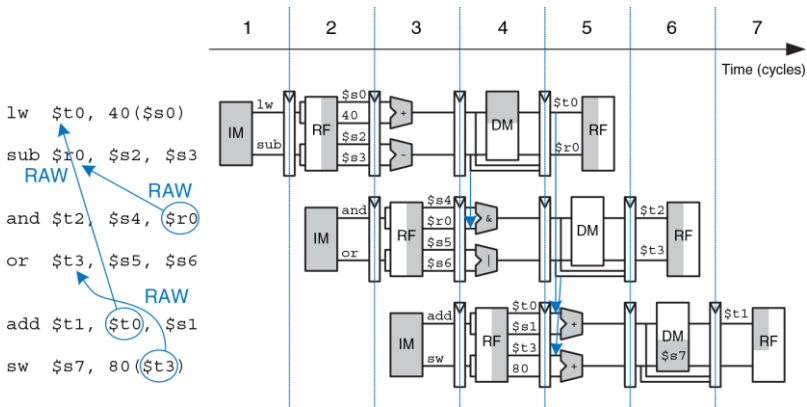 1 2 3 4 5 6 7
Time (cycles)
lw $t0, 40($s0)
sub $r0, $s2, $s3
RAW
RAW
and $t2, $s4, $r0
or $t3, $s5, $s6
RAW
add $t1, $t0, $s1
sw $s7, 80($t3)
IM
lw
sub
RF
$s0
40
$s2
$s3
+
-
DM
$t0
$r0
RF
IM
and
or
RF
$s4
$r0
$s5
$s6
&
|
DM
$t2
$t3
RF
IM
add
sw
RF
$t0
$s1
$t3
80
+
+
DM
$s7
$t1
RF